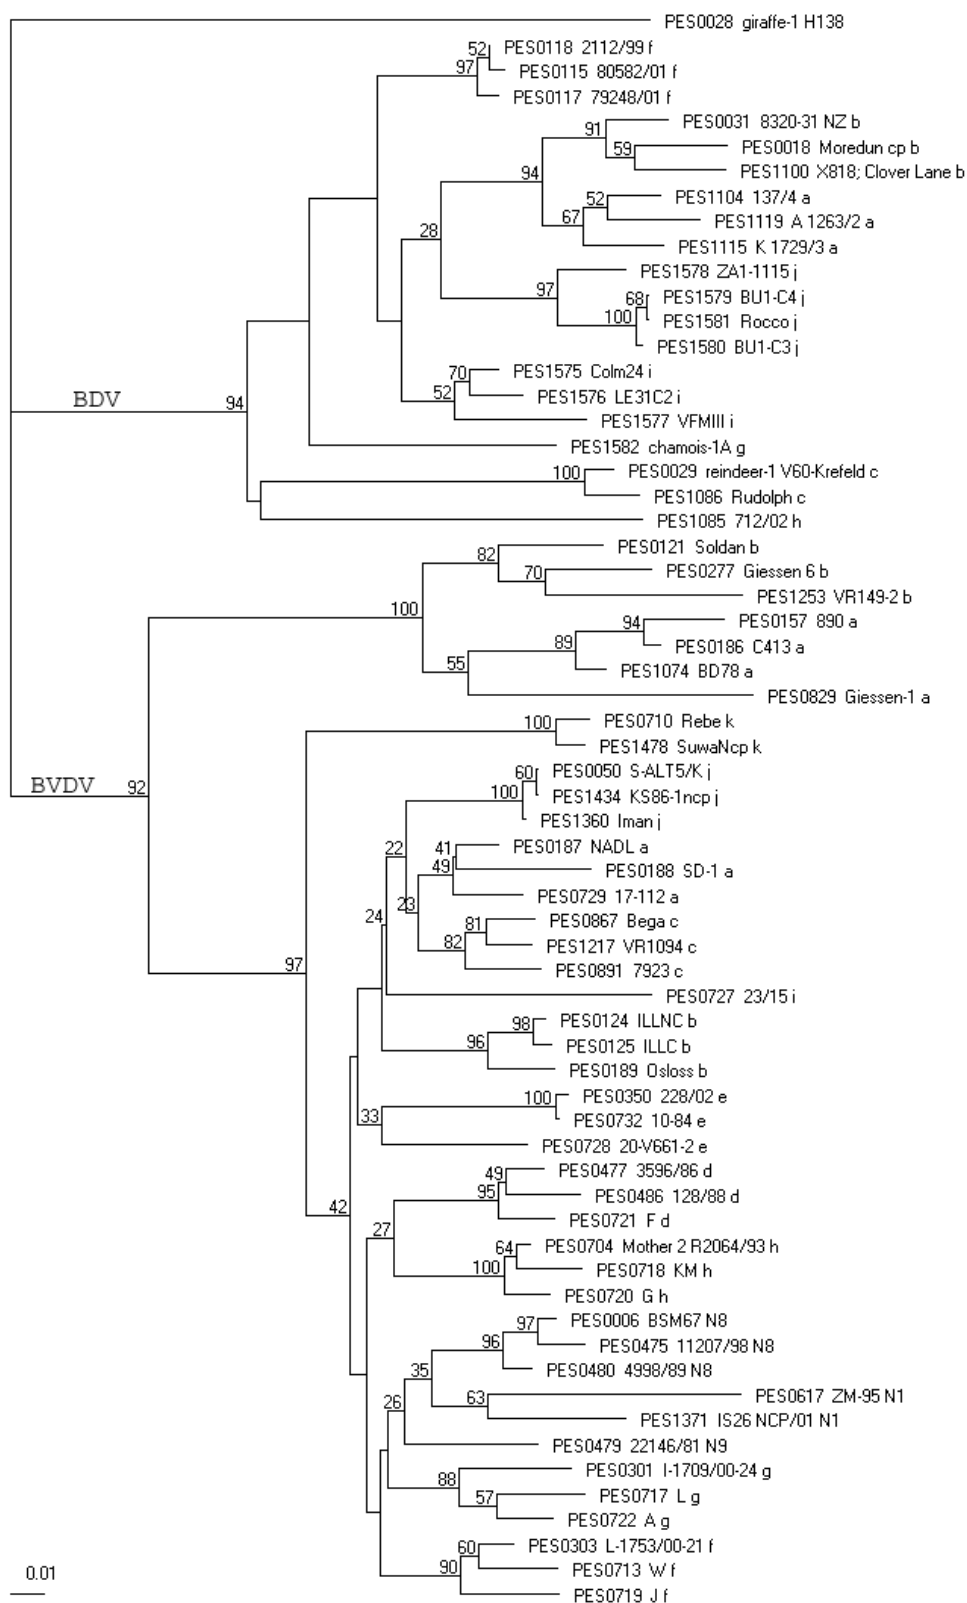 PES0028 giraffe-1 H138
52 PES0118 2112/99 f
97 PES0115 80582/01 f
PES0117 79248/01 f
91 PES0031 8320-31 NZ b
59 PES0018 Moredun cp b
94 PES1100 X818; Clover Lane b
52 PES1104 137/4 a
67 PES1119 A 1263/2 a
28 PES1115 K 1729/3 a
PES1578 ZA1-1115 j
97 68 PES1579 BU1-C4 j
100 PES1581 Rocco j
PES1580 BU1-C3 j
70 PES1575 Colm24 i
52 PES1576 LE31C2 i
BDV 94 PES1577 VFMIII i
PES1582 chamois-1A g
100 PES0029 reindeer-1 V60-Krefeld c
PES1086 Rudolph c
PES1085 712/02 h
82 PES0121 Soldan b
70 PES0277 Giessen 6 b
100 PES1253 VR149-2 b
94 PES0157 890 a
89 PES0186 C413 a
55 PES1074 BD78 a
PES0829 Giessen-1 a
100 PES0710 Rebe k
PES1478 SuwaNcp k
BVDV 92 60 PES0050 S-ALT5/K j
100 PES1434 KS86-1ncp j
PES1360 Iman j
22 41 PES0187 NADL a
49 PES0188 SD-1 a
23 PES0729 17-112 a
24 81 PES0867 Bega c
82 PES1217 VR1094 c
97 PES0891 7923 c
PES0727 23/15 i
98 PES0124 ILLNC b
96 PES0125 ILLC b
PES0189 Osloss b
100 PES0350 228/02 e
33 PES0732 10-84 e
PES0728 20-V661-2 e
49 PES0477 3596/86 d
95 PES0486 128/88 d
42 PES0721 F d
27 64 PES0704 Mother 2 R2064/93 h
100 PES0718 KM h
PES0720 G h
97 PES0006 BSM67 N8
96 PES0475 11207/98 N8
35 PES0480 4998/89 N8
63 PES0617 ZM-95 N1
26 PES1371 IS26 NCP/01 N1
PES0479 22146/81 N9
88 PES0301 I-1709/00-24 g
57 PES0717 L g
PES0722 A g
60 PES0303 L-1753/00-21 f
90 PES0713 W f
0.01 PES0719 J f